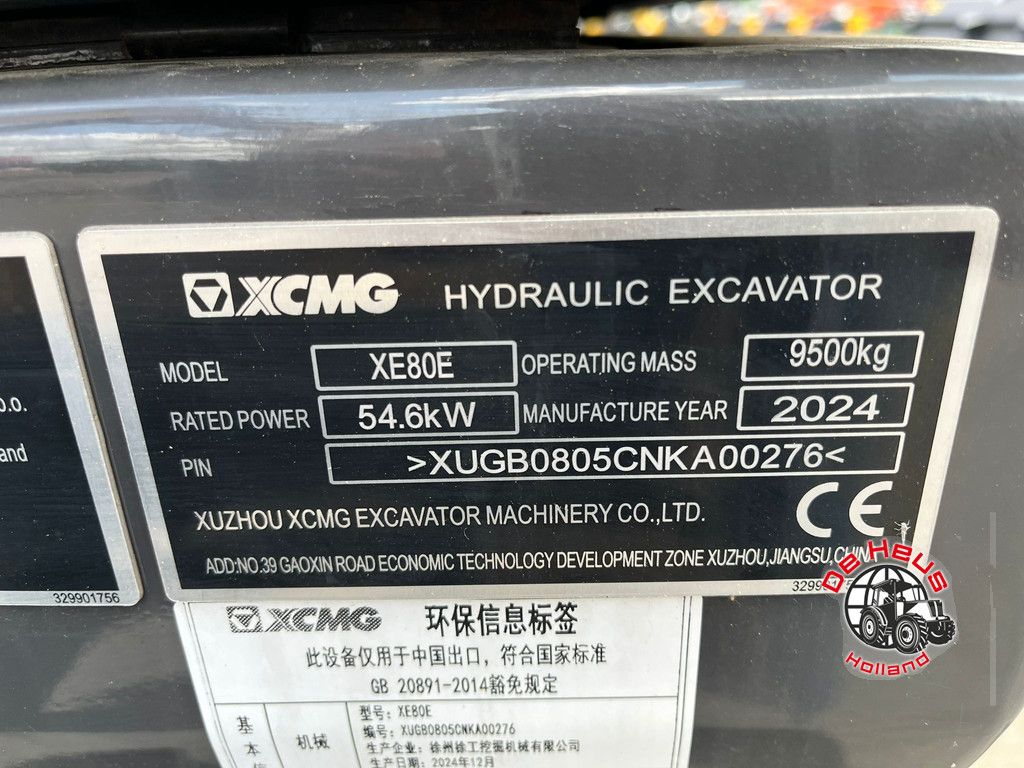 XCMG HYDRAULIC EXCAVATOR
MODEL XE80E OPERATING MASS 9500kg
RATED POWER 54.6kW MANUFACTURE YEAR 2024
PIN >XUGB0805CNKA00276<
XUZHOU XCMG EXCAVATOR MACHINERY CO.,LTD. CE
ADD:NO.39 GAOXIN ROAD ECONOMIC TECHNOLOGY DEVELOPMENT ZONE XUZHOU,JIANGSU,CHINA
o.o.
and
329901756
XCMG 环保信息标签
此设备仅用于中国出口，符合国家标准
GB 20891-2014豁免规定
基本信
机械
型号: XE80E
编号: XUGB0805CNKA00276
生产企业: 徐州徐工挖掘机械有限公司
生产日期: 2024年12月
De Heus
Holland